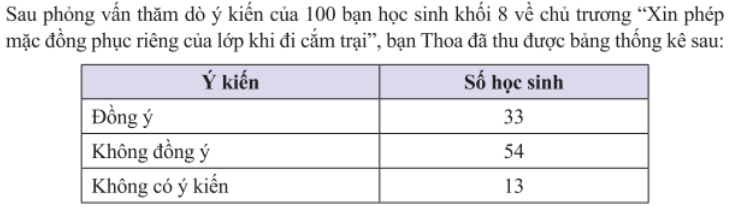 Sau phỏng vấn thăm dò ý kiến của 100 bạn học sinh khối 8 về chủ trương “Xin phép
mặc đồng phục riêng của lớp khi đi cắm trại”, bạn Thoa đã thu được bảng thống kê sau:
Ý kiến Số học sinh
Đồng ý 33
Không đồng ý 54
Không có ý kiến 13